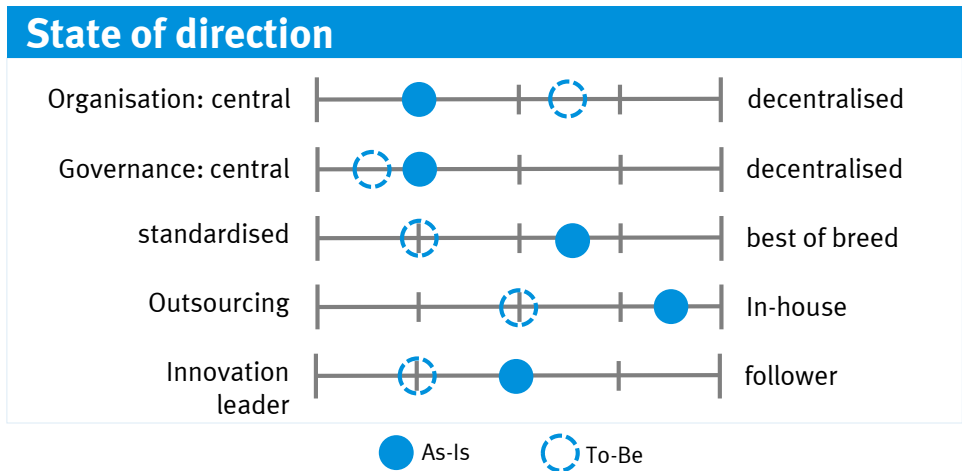 State of direction
Organisation: central
decentralised
Governance: central
decentralised
standardised
best of breed
Outsourcing
In-house
Innovation
leader
follower
As-Is
To-Be